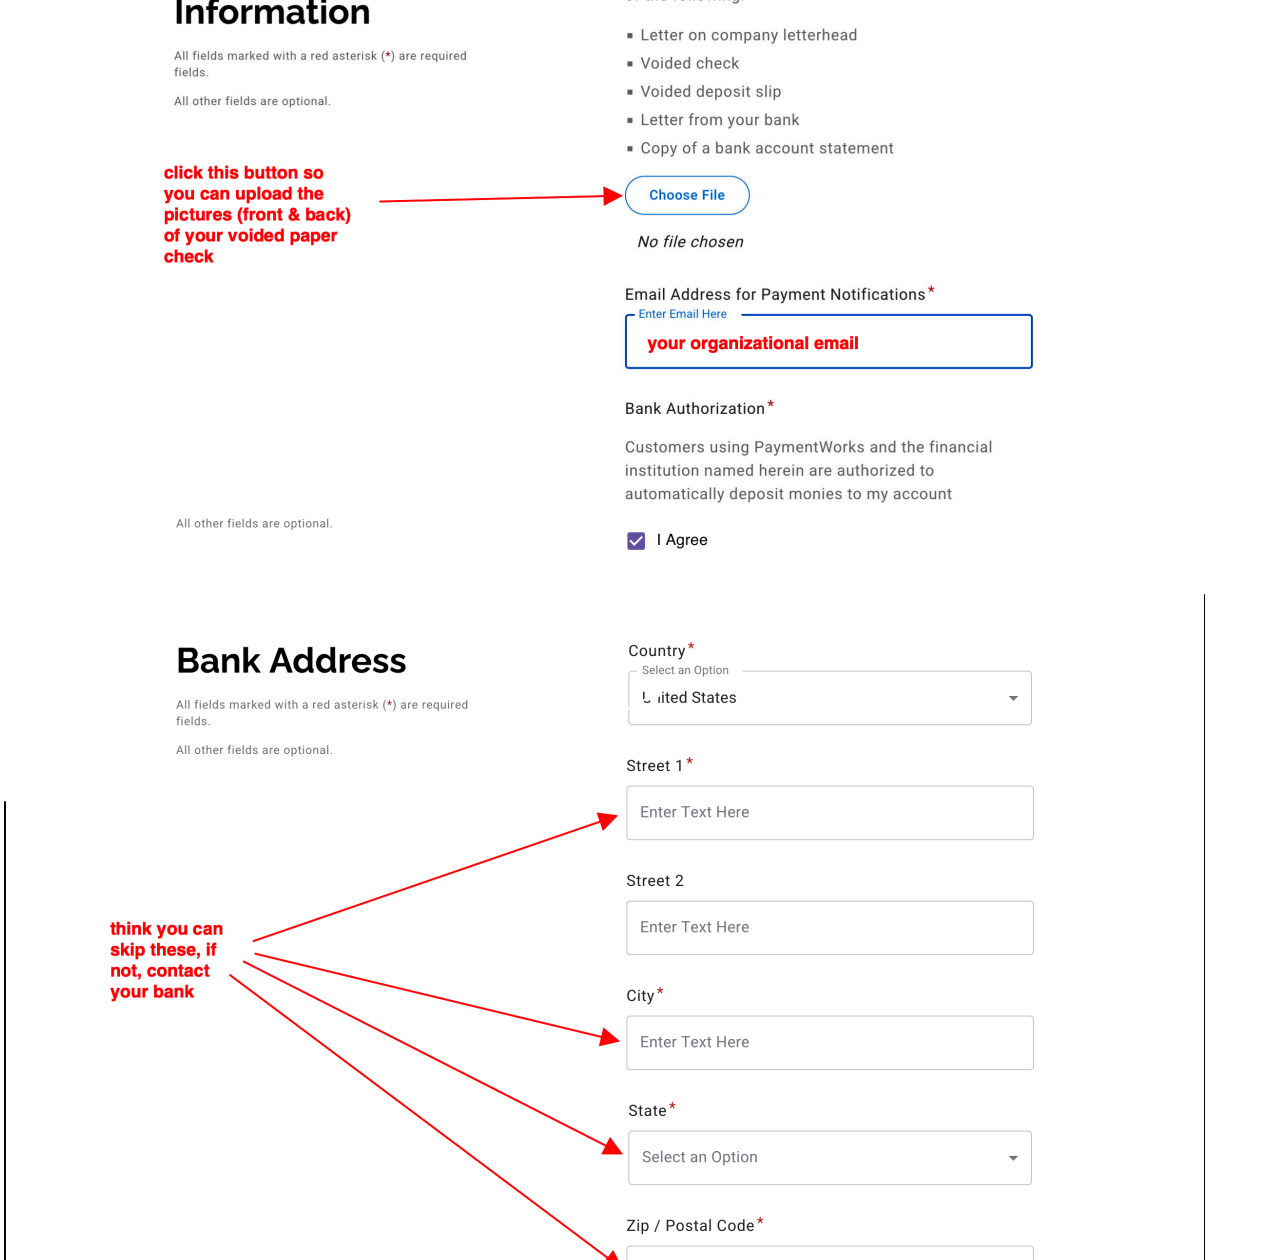 Information
All fields marked with a red asterisk (*) are required
fields.
All other fields are optional.
▪ Letter on company letterhead
▪ Voided check
▪ Voided deposit slip
▪ Letter from your bank
▪ Copy of a bank account statement
click this button so
you can upload the
pictures (front & back)
of your voided paper
check
Choose File
No file chosen
Email Address for Payment Notifications*
Enter Email Here
your organizational email
Bank Authorization*
Customers using PaymentWorks and the financial
institution named herein are authorized to
automatically deposit monies to my account
All other fields are optional.
I Agree
Bank Address
All fields marked with a red asterisk (*) are required
fields.
All other fields are optional.
Country*
Select an Option
United States
Street 1*
Enter Text Here
Street 2
Enter Text Here
think you can
skip these, if
not, contact
your bank
City*
Enter Text Here
State*
Select an Option
Zip / Postal Code*